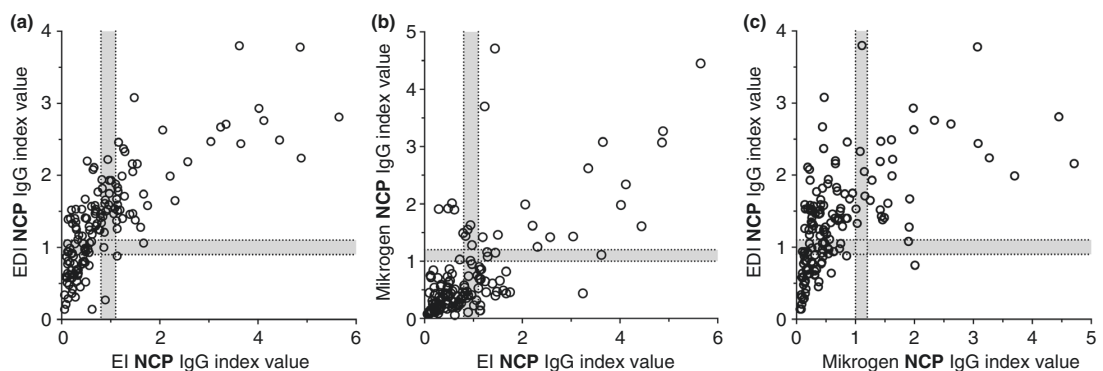 (a)
EDI NCP IgG index value
4
3
2
1
0
0 2 4 6
EI NCP IgG index value
(b)
Mikrogen NCP IgG index value
5
4
3
2
1
0
0 2 4 6
EI NCP IgG index value
(c)
EDI NCP IgG index value
4
3
2
1
0
0 1 2 3 4 5
Mikrogen NCP IgG index value